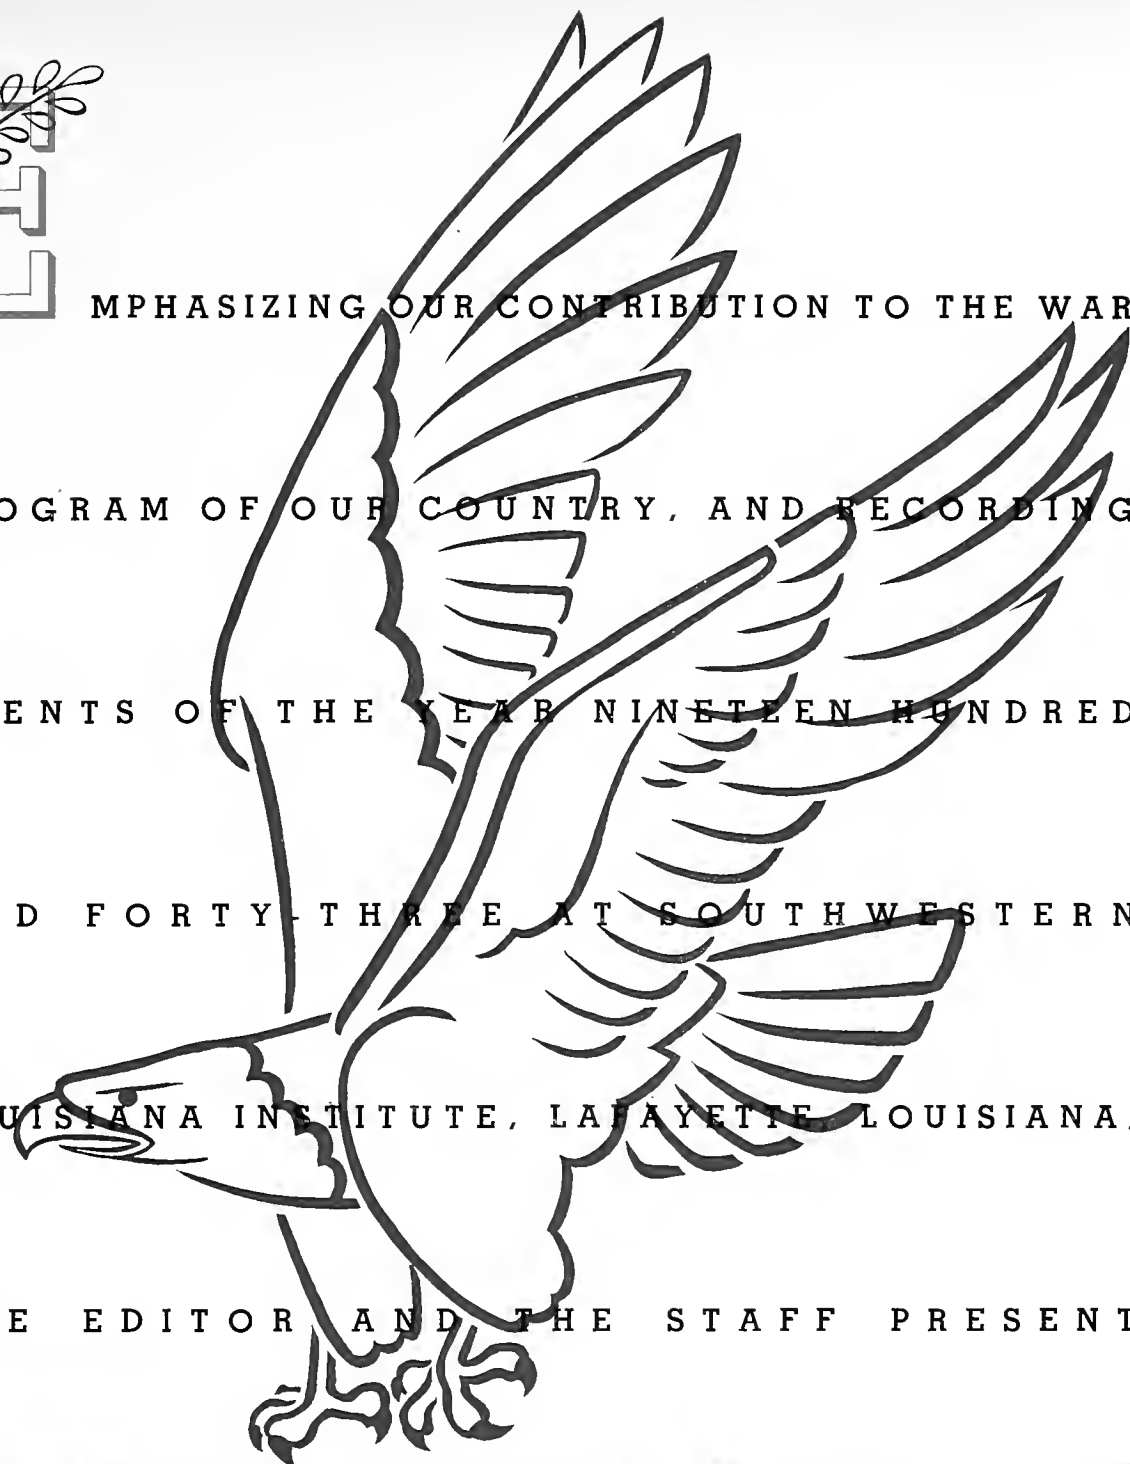 MPHASIZING OUR CONTRIBUTION TO THE WAR
OGRAM OF OUR COUNTRY, AND RECORDING
ENTS OF THE YEAR NINETEEN HUNDRED
D FORTY-THREE AT SOUTHWESTERN
UISIANA INSTITUTE, LAFAYETTE, LOUISIANA,
E EDITOR AND THE STAFF PRESENT